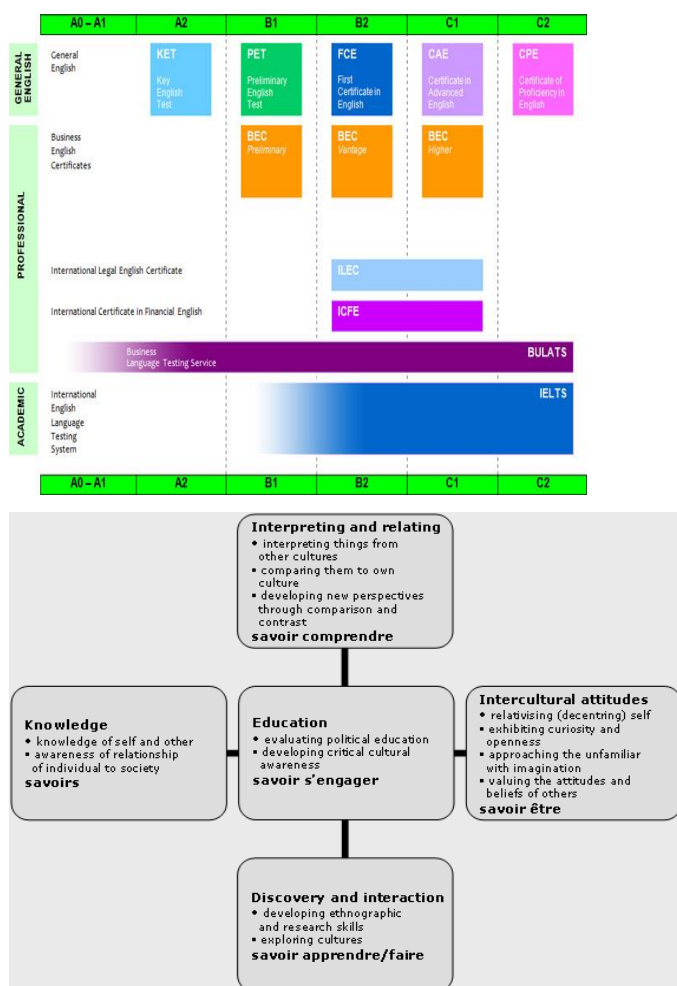 A0 – A1 A2 B1 B2 C1 C2
GENERAL
ENGLISH
General
English
KET
Key
English
Test
PET
Preliminary
English
Test
FCE
First
Certificate in
English
CAE
Certificate in
Advanced
English
CPE
Certificate of
Proficiency in
English
PROFESSIONAL
Business
English
Certificates
BEC
Preliminary
BEC
Vantage
BEC
Higher
International Legal English Certificate
ILEC
International Certificate in Financial English
ICFE
Business
Language Testing Service
BULATS
ACADEMIC
International
English
Language
Testing
System
IELTS
A0 – A1 A2 B1 B2 C1 C2
Interpreting and relating
• interpreting things from
other cultures
• comparing them to own
culture
• developing new perspectives
through comparison and
contrast
savoir comprendre
Knowledge
• knowledge of self and other
• awareness of relationship
of individual to society
savoirs
Education
• evaluating political education
• developing critical cultural
awareness
savoir s'engager
Intercultural attitudes
• relativising (decentring) self
• exhibiting curiosity and
openness
• approaching the unfamiliar
with imagination
• valuing the attitudes and
beliefs of others
savoir être
Discovery and interaction
• developing ethnographic
and research skills
• exploring cultures
savoir apprendre/faire